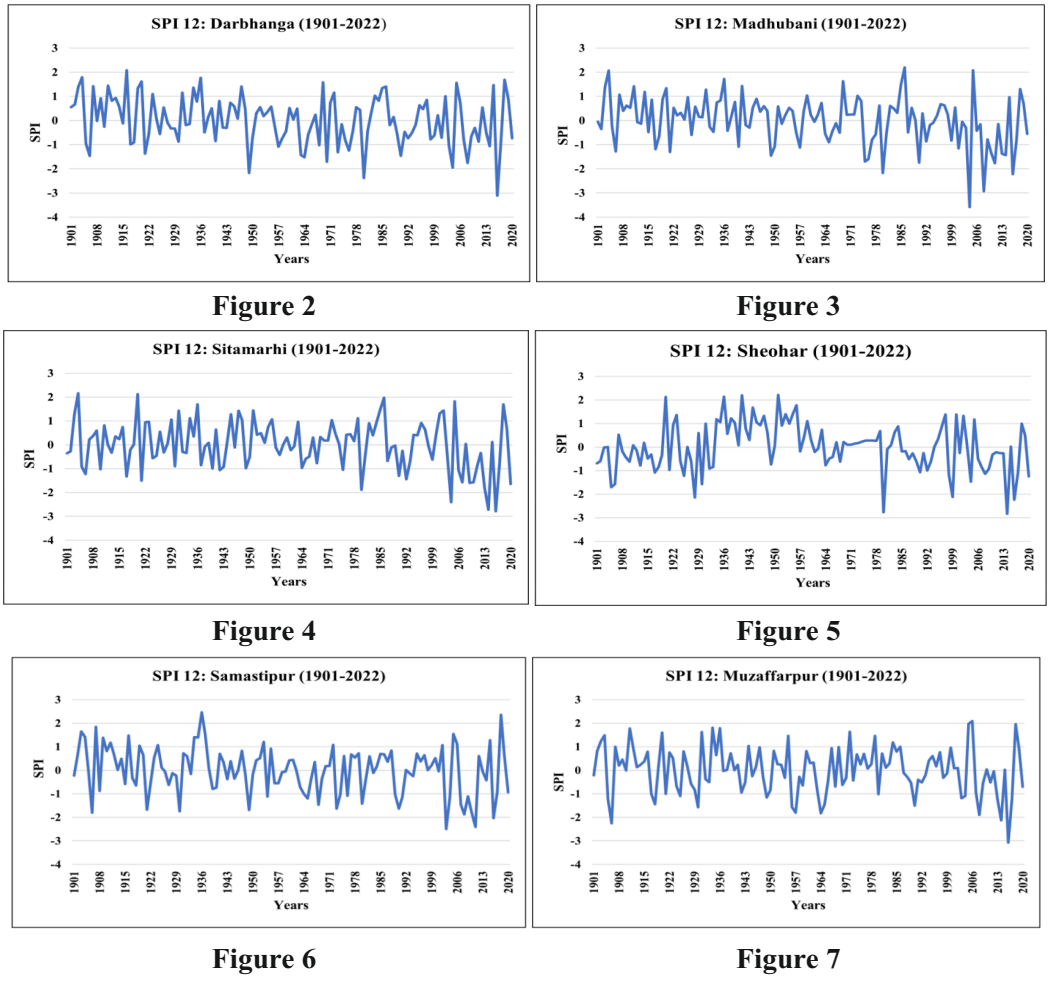 SPI 12: Darbhanga (1901-2022)
3
2
1
0
-1
-2
-3
-4
SPI
1901 1908 1915 1922 1929 1936 1943 1950 1957 1964 1971 1978 1985 1992 1999 2006 2013 2020
Years
Figure 2
SPI 12: Madhubani (1901-2022)
3
2
1
0
-1
-2
-3
-4
SPI
1901 1908 1915 1922 1929 1936 1943 1950 1957 1964 1971 1978 1985 1992 1999 2006 2013 2020
Years
Figure 3
SPI 12: Sitamarhi (1901-2022)
3
2
1
0
-1
-2
-3
-4
SPI
1901 1908 1915 1922 1929 1936 1943 1950 1957 1964 1971 1978 1985 1992 1999 2006 2013 2020
Years
Figure 4
SPI 12: Sheohar (1901-2022)
3
2
1
0
-1
-2
-3
-4
SPI
1901 1908 1915 1922 1929 1936 1943 1950 1957 1964 1971 1978 1985 1992 1999 2006 2013 2020
Years
Figure 5
SPI 12: Samastipur (1901-2022)
3
2
1
0
-1
-2
-3
-4
SPI
1901 1908 1915 1922 1929 1936 1943 1950 1957 1964 1971 1978 1985 1992 1999 2006 2013 2020
Years
Figure 6
SPI 12: Muzaffarpur (1901-2022)
3
2
1
0
-1
-2
-3
-4
SPI
1901 1908 1915 1922 1929 1936 1943 1950 1957 1964 1971 1978 1985 1992 1999 2006 2013 2020
Years
Figure 7